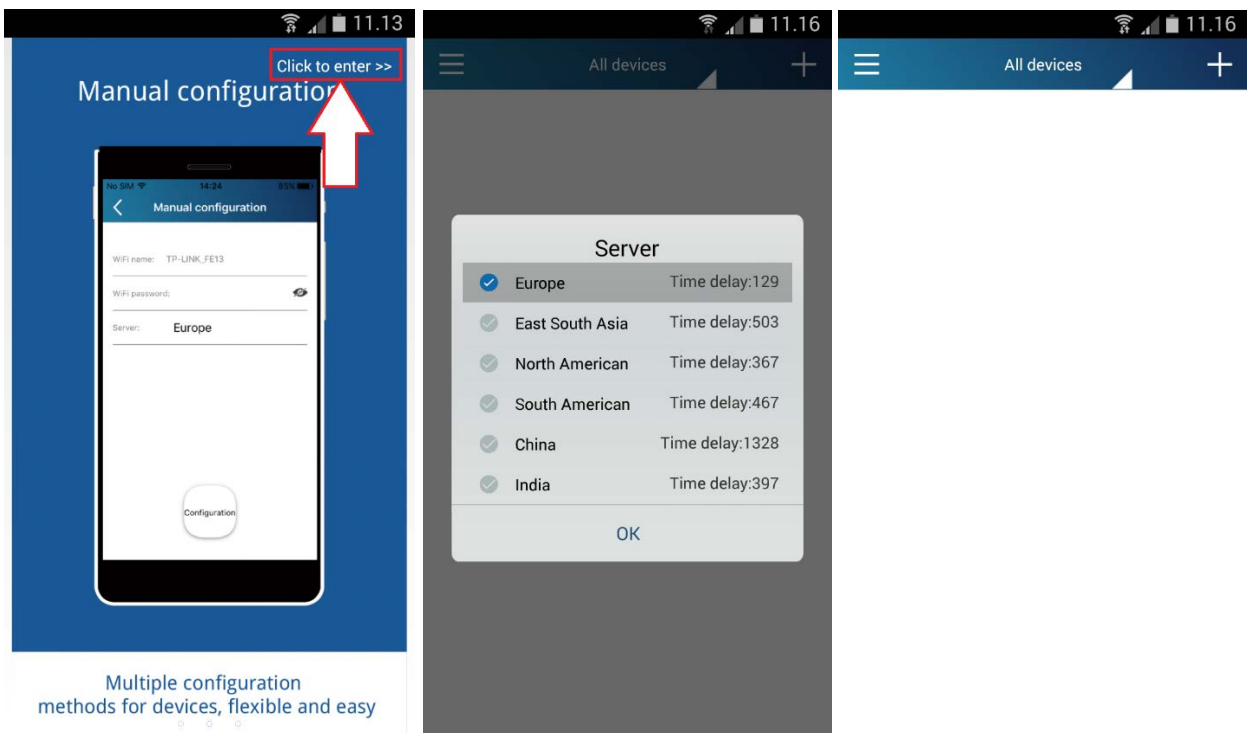 11.13
Click to enter >>
Manual configuration
No SIM 14:24 85%
Manual configuration
WiFi name: TP-LINK_FE13
WiFi password:
Server: Europe
Configuration
Multiple configuration
methods for devices, flexible and easy
11.16
All devices
Server
Europe Time delay:129
East South Asia Time delay:503
North American Time delay:367
South American Time delay:467
China Time delay:1328
India Time delay:397
OK
11.16
All devices